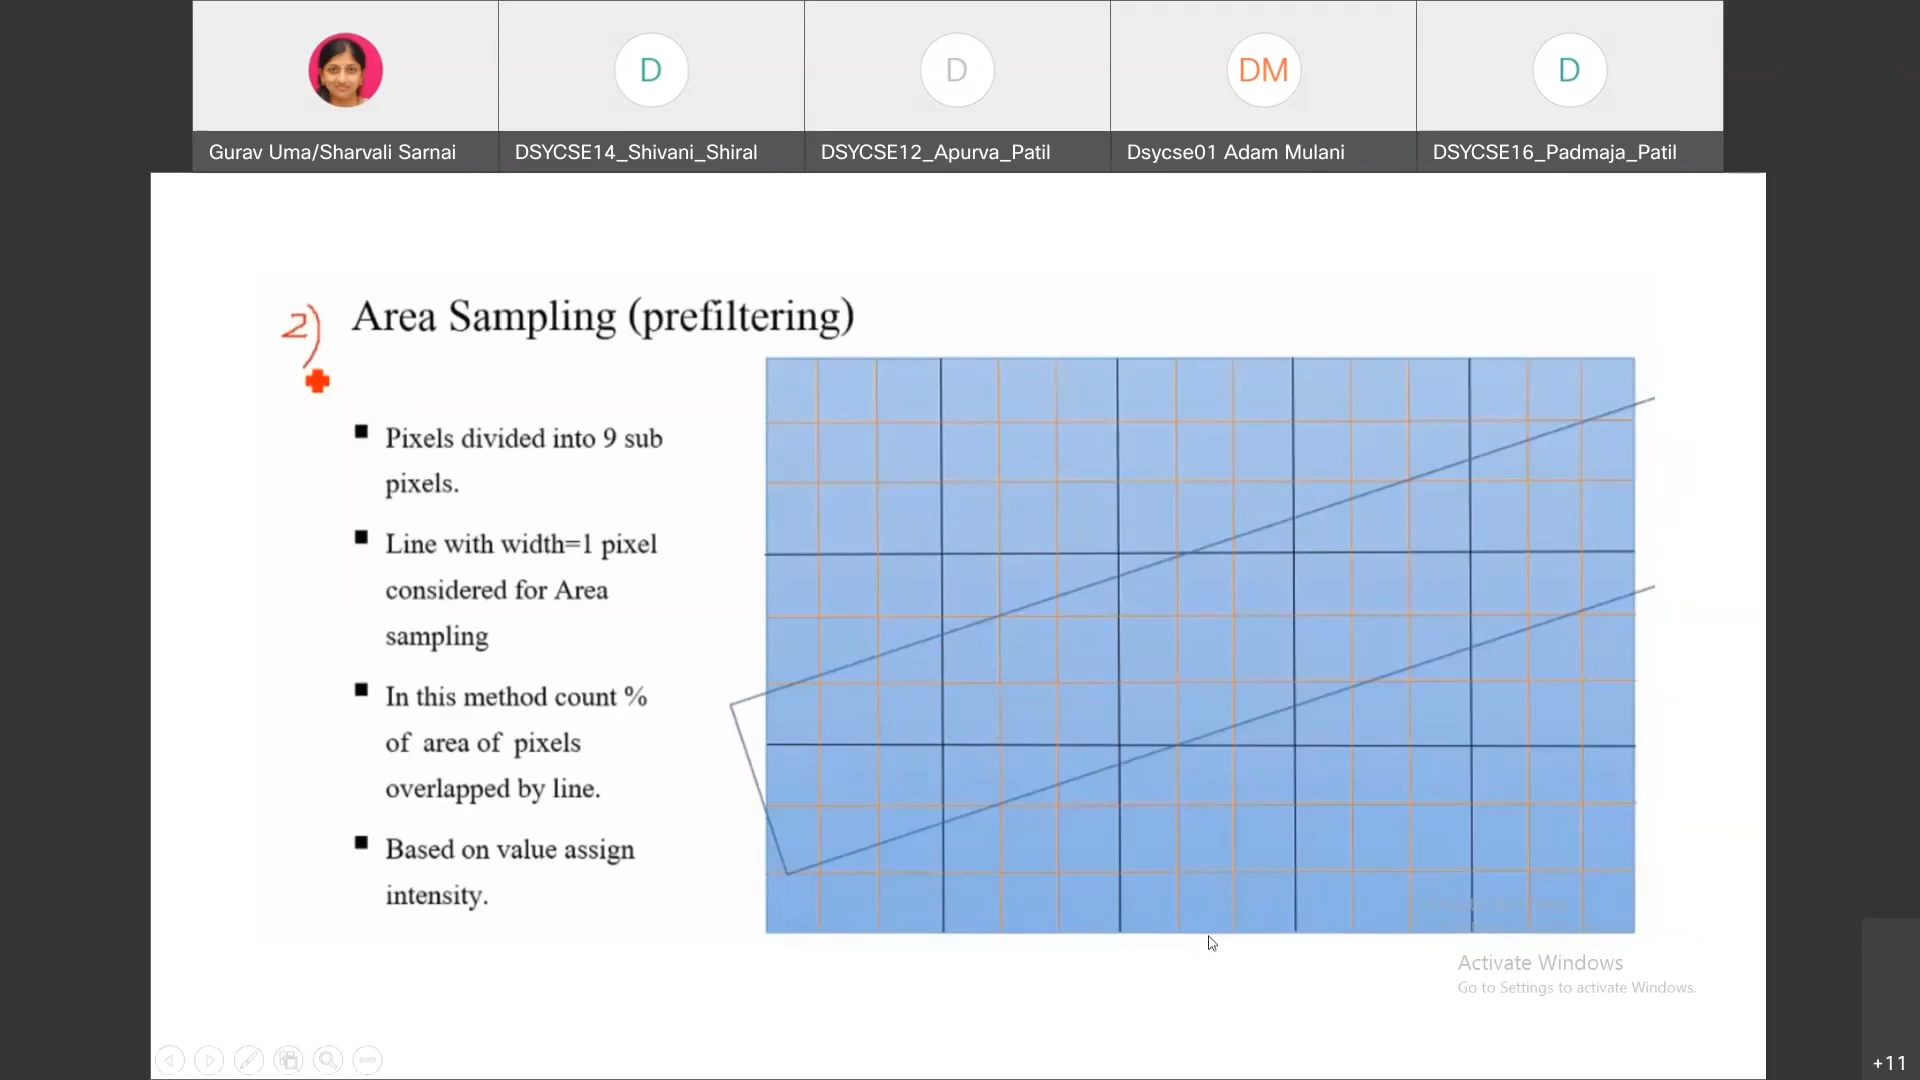 D
D
DM
D
Gurav Uma/Sharvali Sarnai
DSYCSE14_Shivani_Shiral
DSYCSE12_Apurva_Patil
Dsycse01 Adam Mulani
DSYCSE16_Padmaja_Patil
2) Area Sampling (prefiltering)
Pixels divided into 9 sub
pixels.
Line with width=1 pixel
considered for Area
sampling
In this method count %
of area of pixels
overlapped by line.
Based on value assign
intensity.
Activate Windows
Go to Settings to activate Windows.
+11